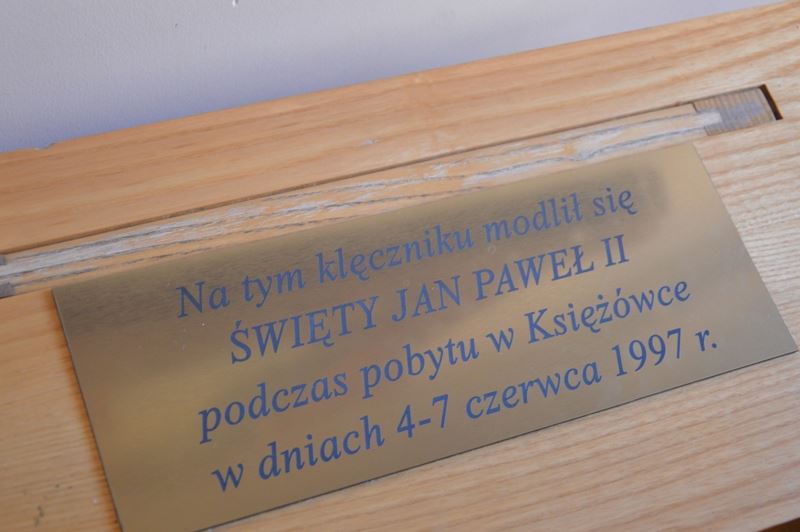 Na tym klęczniku modlił się
ŚWIĘTY JAN PAWEŁ II
podczas pobytu w Księżówce
w dniach 4-7 czerwca 1997 r.